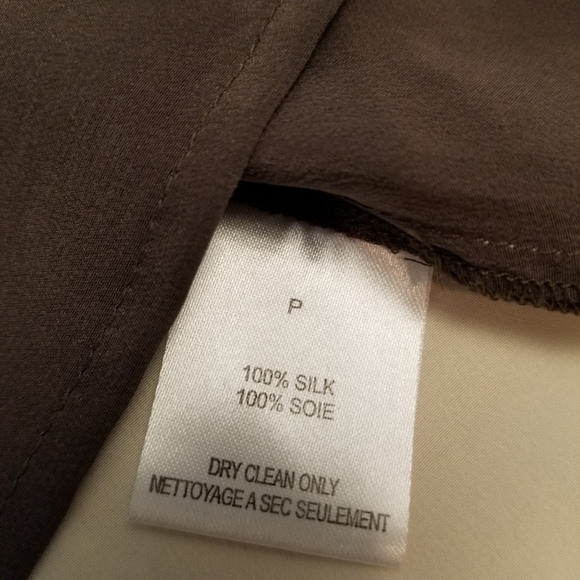 P
100% SILK
100% SOIE
DRY CLEAN ONLY
NETTOYAGE A SEC SEULEMENT